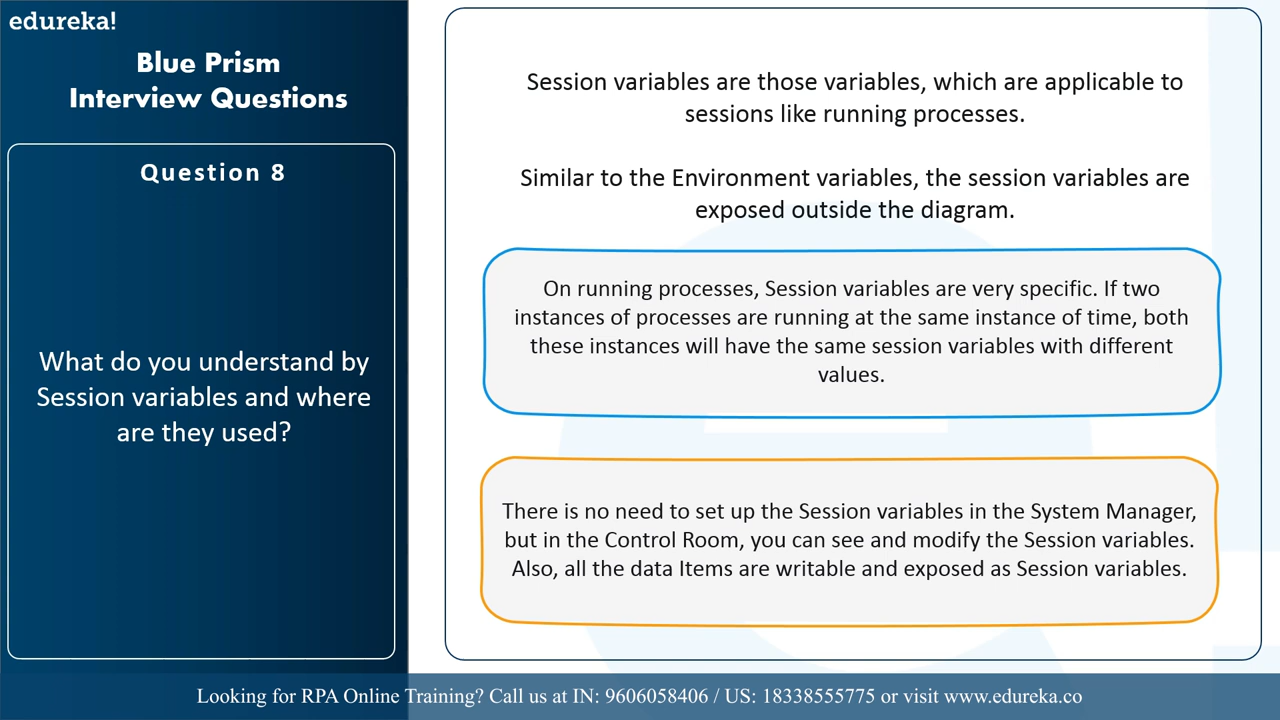 edureka!
Blue Prism
Interview Questions
Question 8
What do you understand by
Session variables and where
are they used?
Session variables are those variables, which are applicable to
sessions like running processes.
Similar to the Environment variables, the session variables are
exposed outside the diagram.
On running processes, Session variables are very specific. If two
instances of processes are running at the same instance of time, both
these instances will have the same session variables with different
values.
There is no need to set up the Session variables in the System Manager,
but in the Control Room, you can see and modify the Session variables.
Also, all the data Items are writable and exposed as Session variables.
Looking for RPA Online Training? Call us at IN: 9606058406 / US: 18338555775 or visit www.edureka.co